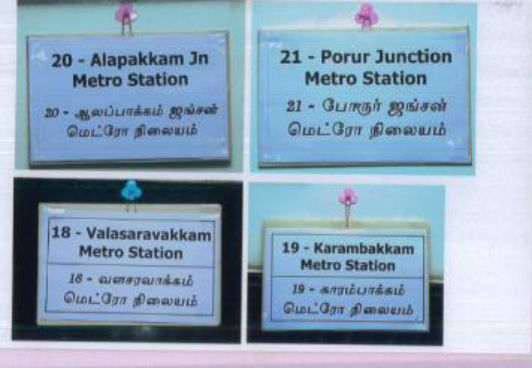 20 - Alapakkam Jn
Metro Station
20 - ஆலப்பாக்கம் ஜங்சன்
மெட்ரோ நிலையம்
21 - Porur Junction
Metro Station
21 - போரூர் ஜங்சன்
மெட்ரோ நிலையம்
18 - Valasaravakkam
Metro Station
18 - வளசரவாக்கம்
மெட்ரோ நிலையம்
19 - Karambakkam
Metro Station
19 - காரம்பாக்கம்
மெட்ரோ நிலையம்